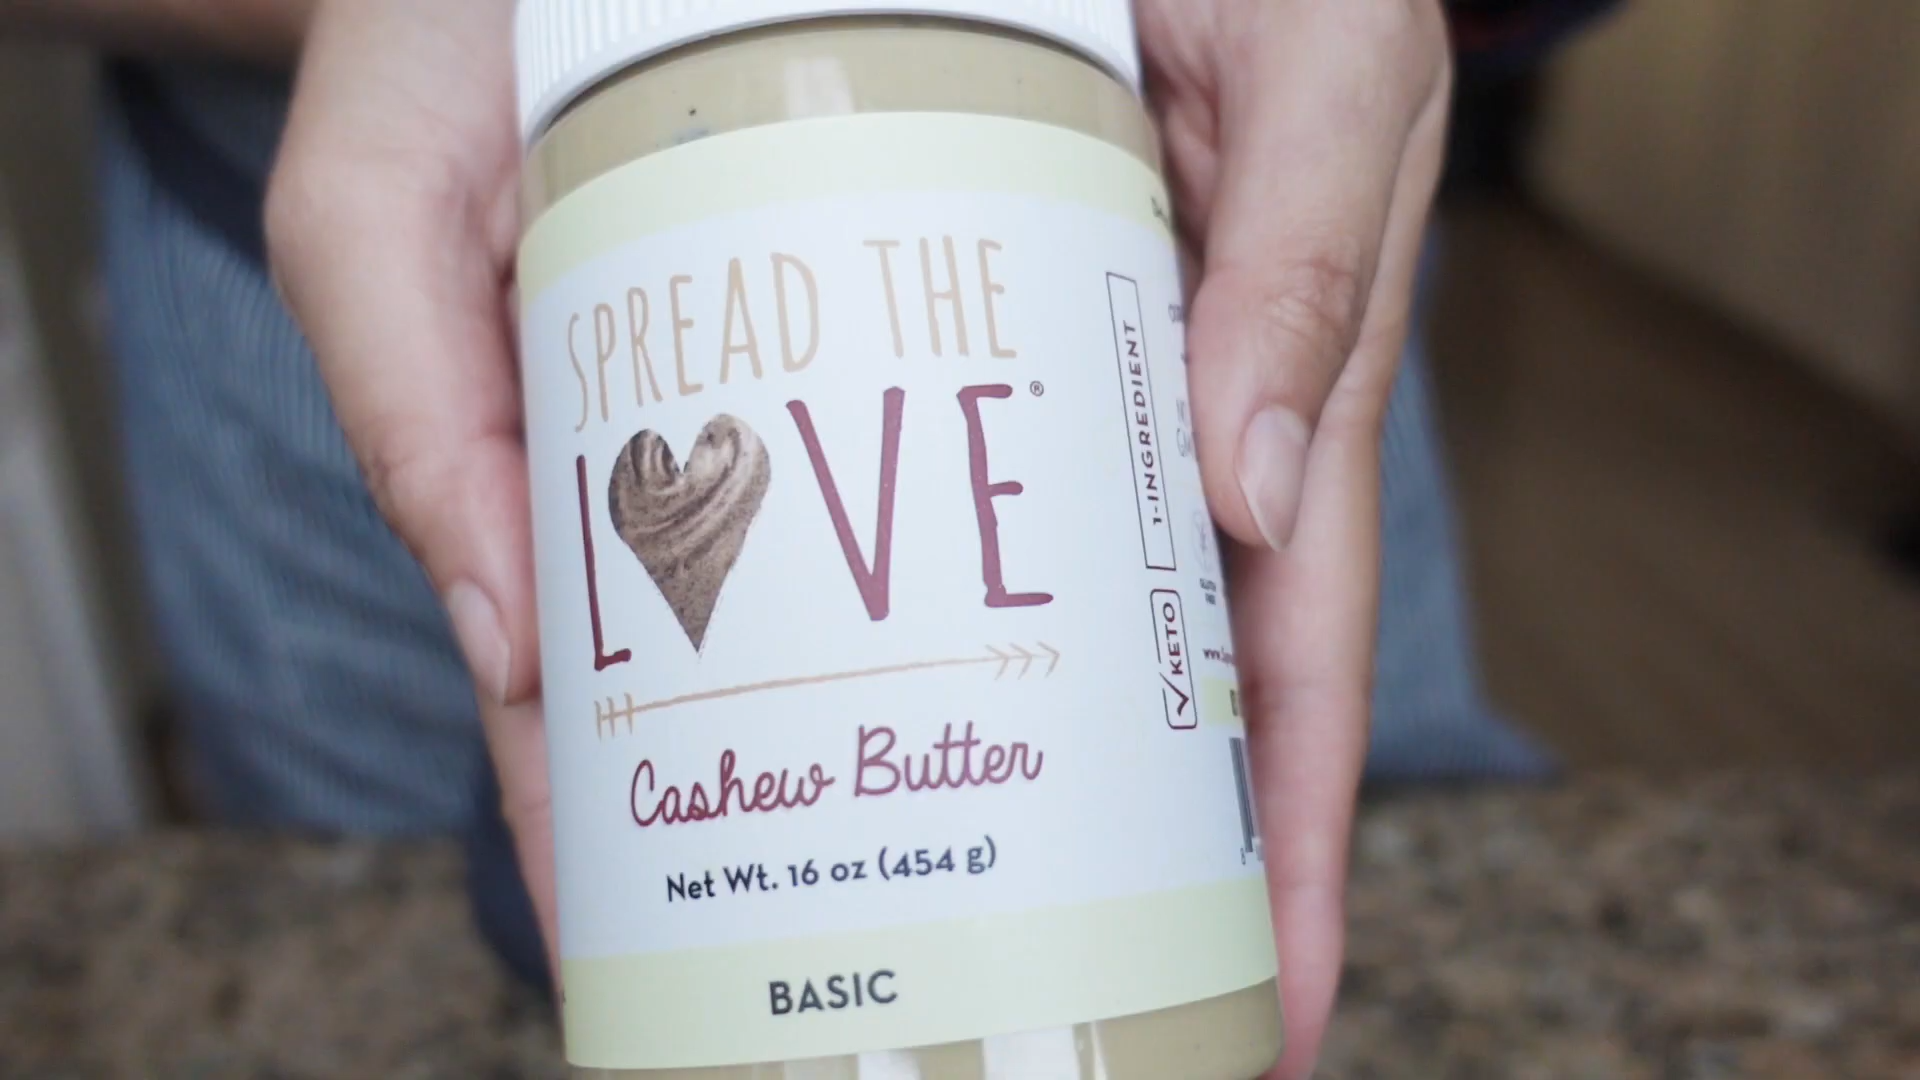 SPREAD THE
LOVE®
Cashew Butter
Net Wt. 16 oz (454 g)
BASIC
1-INGREDIENT
KETO